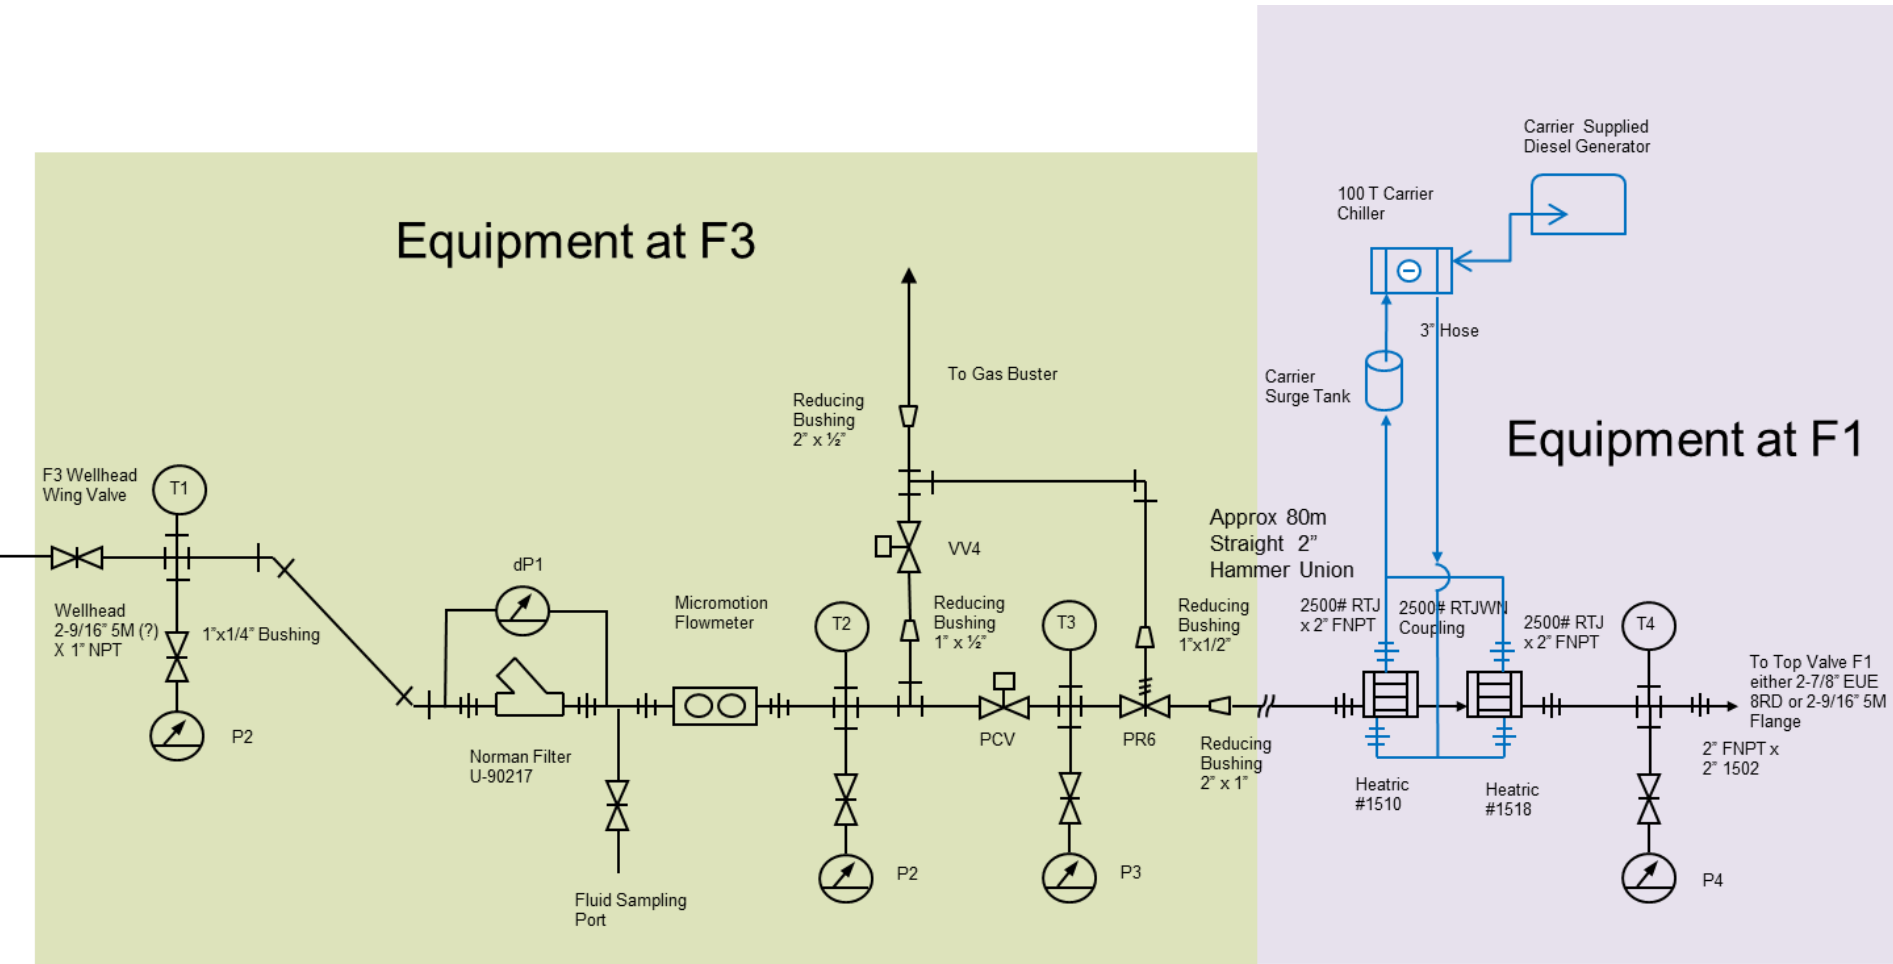 Carrier Supplied
Diesel Generator
100 T Carrier
Chiller
Equipment at F3
3” Hose
To Gas Buster
Carrier
Surge Tank
Reducing
Bushing
2” x ½”
Equipment at F1
F3 Wellhead
Wing Valve
T1
Approx 80m
Straight 2”
Hammer Union
VV4
dP1
Wellhead
2-9/16” 5M (?)
X 1” NPT
1”x1/4” Bushing
Micromotion
Flowmeter
T2
Reducing
Bushing
1” x ½”
T3
Reducing
Bushing
1”x1/2”
2500# RTJ
x 2” FNPT
2500# RTJWN
Coupling
2500# RTJ
x 2” FNPT
T4
To Top Valve F1
either 2-7/8” EUE
8RD or 2-9/16” 5M
Flange
P2
Norman Filter
U-90217
PCV
PR6
Reducing
Bushing
2” x 1”
2” FNPT x
2” 1502
Heatric
#1510
Heatric
#1518
Fluid Sampling
Port
P2
P3
P4